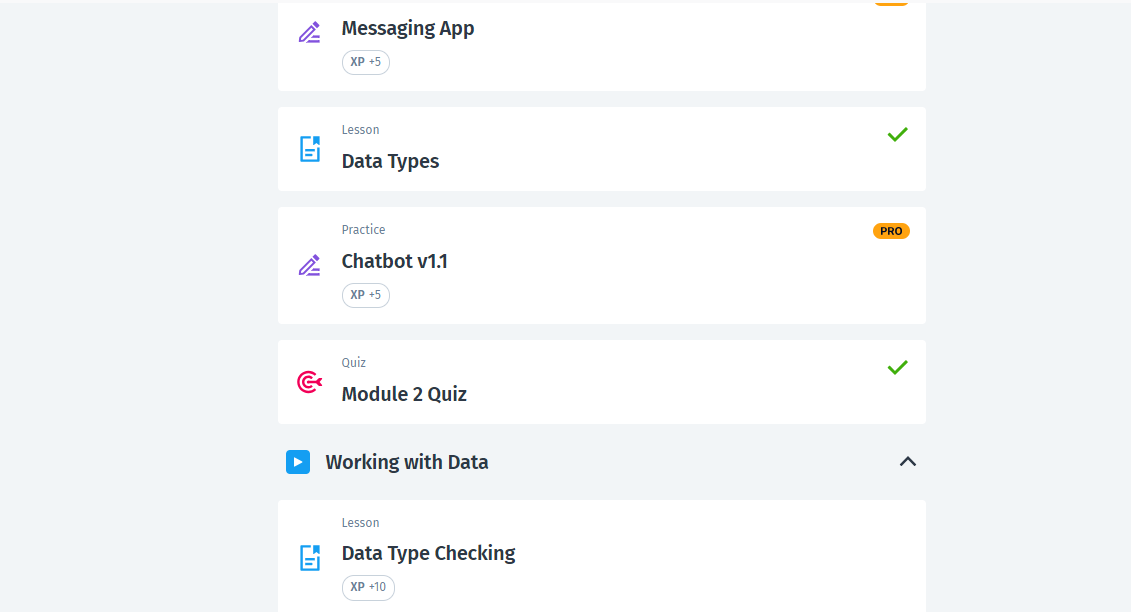 Messaging App
XP +5
Lesson
Data Types
Practice
PRO
Chatbot v1.1
XP +5
Quiz
Module 2 Quiz
Working with Data
Lesson
Data Type Checking
XP +10